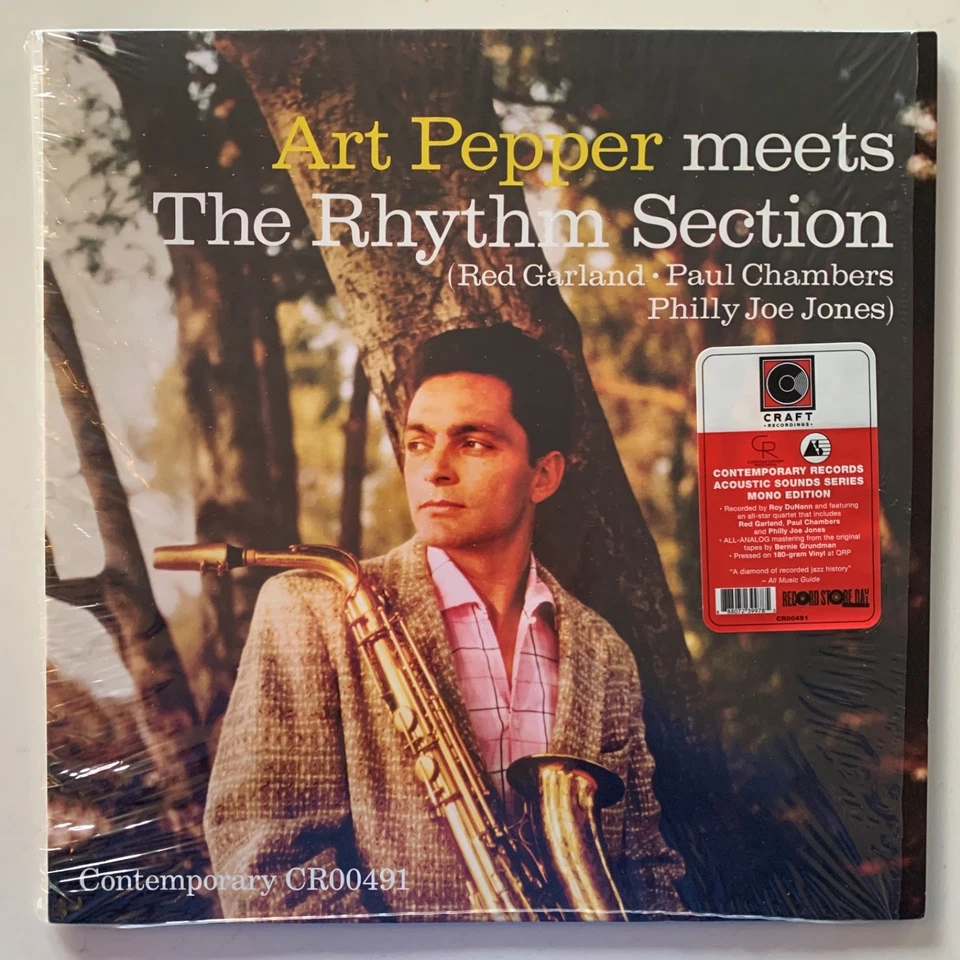 Art Pepper meets
The Rhythm Section
(Red Garland • Paul Chambers
Philly Joe Jones)
CRAFT
•RECORDINGS•
CR
CONTEMPORARY RECORDS
ACOUSTIC SOUNDS SERIES
MONO EDITION
• Recorded by Roy DuNann and featuring
an all-star quartet that includes
Red Garland, Paul Chambers
and Philly Joe Jones
• ALL-ANALOG mastering from the original
tapes by Bernie Grundman
• Pressed on 180-gram Vinyl at QRP
"A diamond of recorded jazz history"
– All Music Guide
RECORD STORE DAY
CR00491
Contemporary CR00491